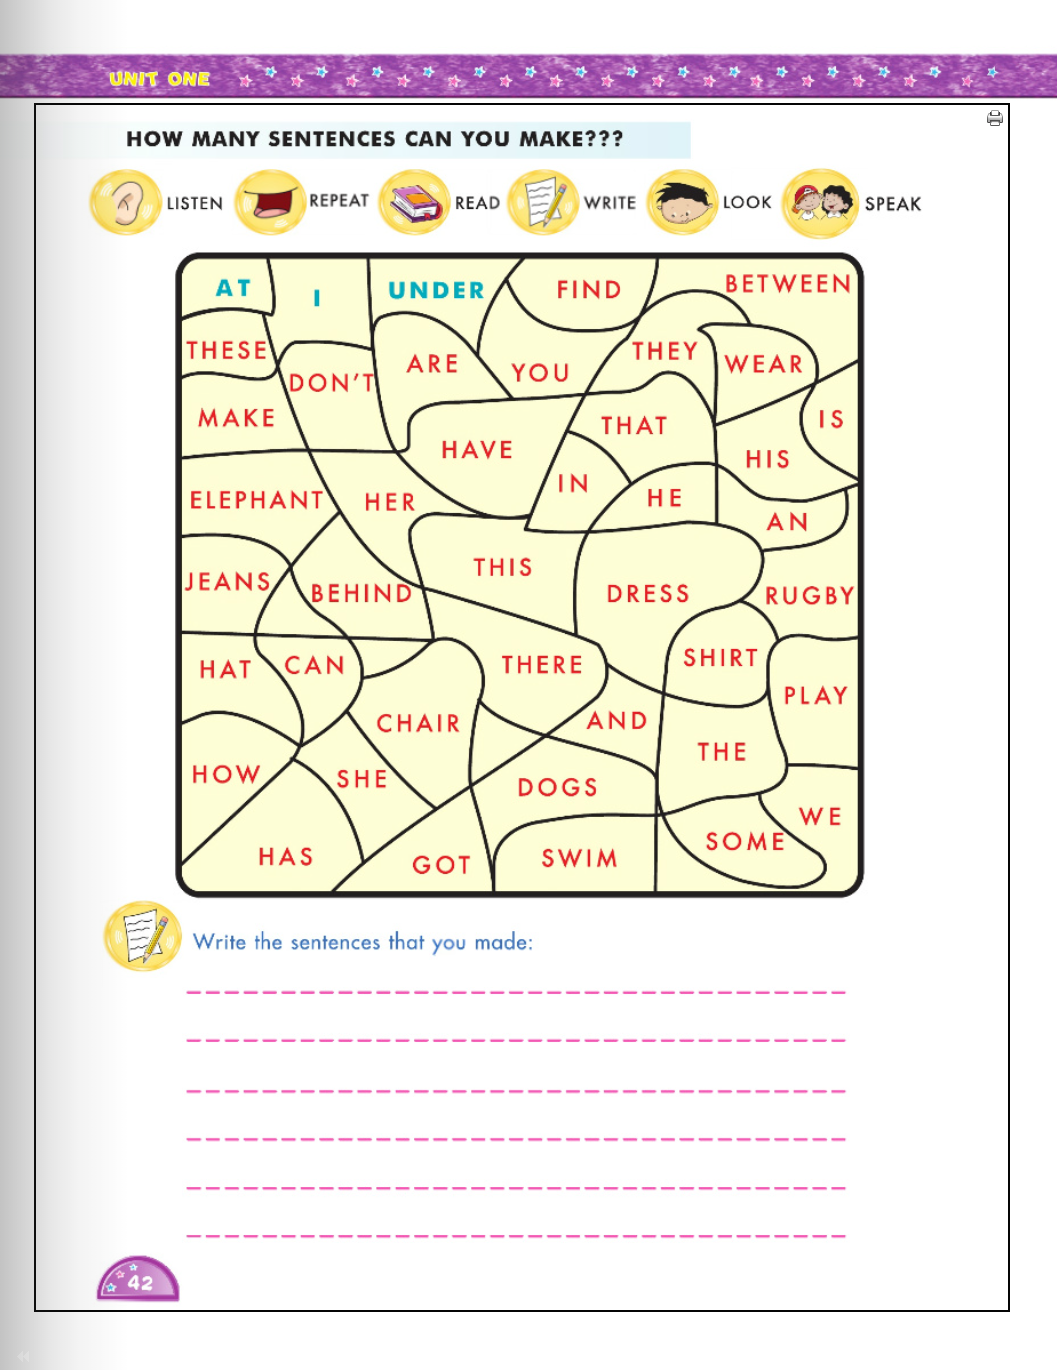 UNIT ONE
HOW MANY SENTENCES CAN YOU MAKE???
LISTEN REPEAT READ WRITE LOOK SPEAK
AT I UNDER FIND BETWEEN
THESE ARE YOU THEY WEAR
DON'T
MAKE HAVE THAT IS
HIS
ELEPHANT HER IN HE AN
JEANS BEHIND THIS DRESS RUGBY
HAT CAN THERE SHIRT PLAY
CHAIR AND THE
HOW SHE DOGS WE
HAS GOT SWIM SOME
Write the sentences that you made:
42